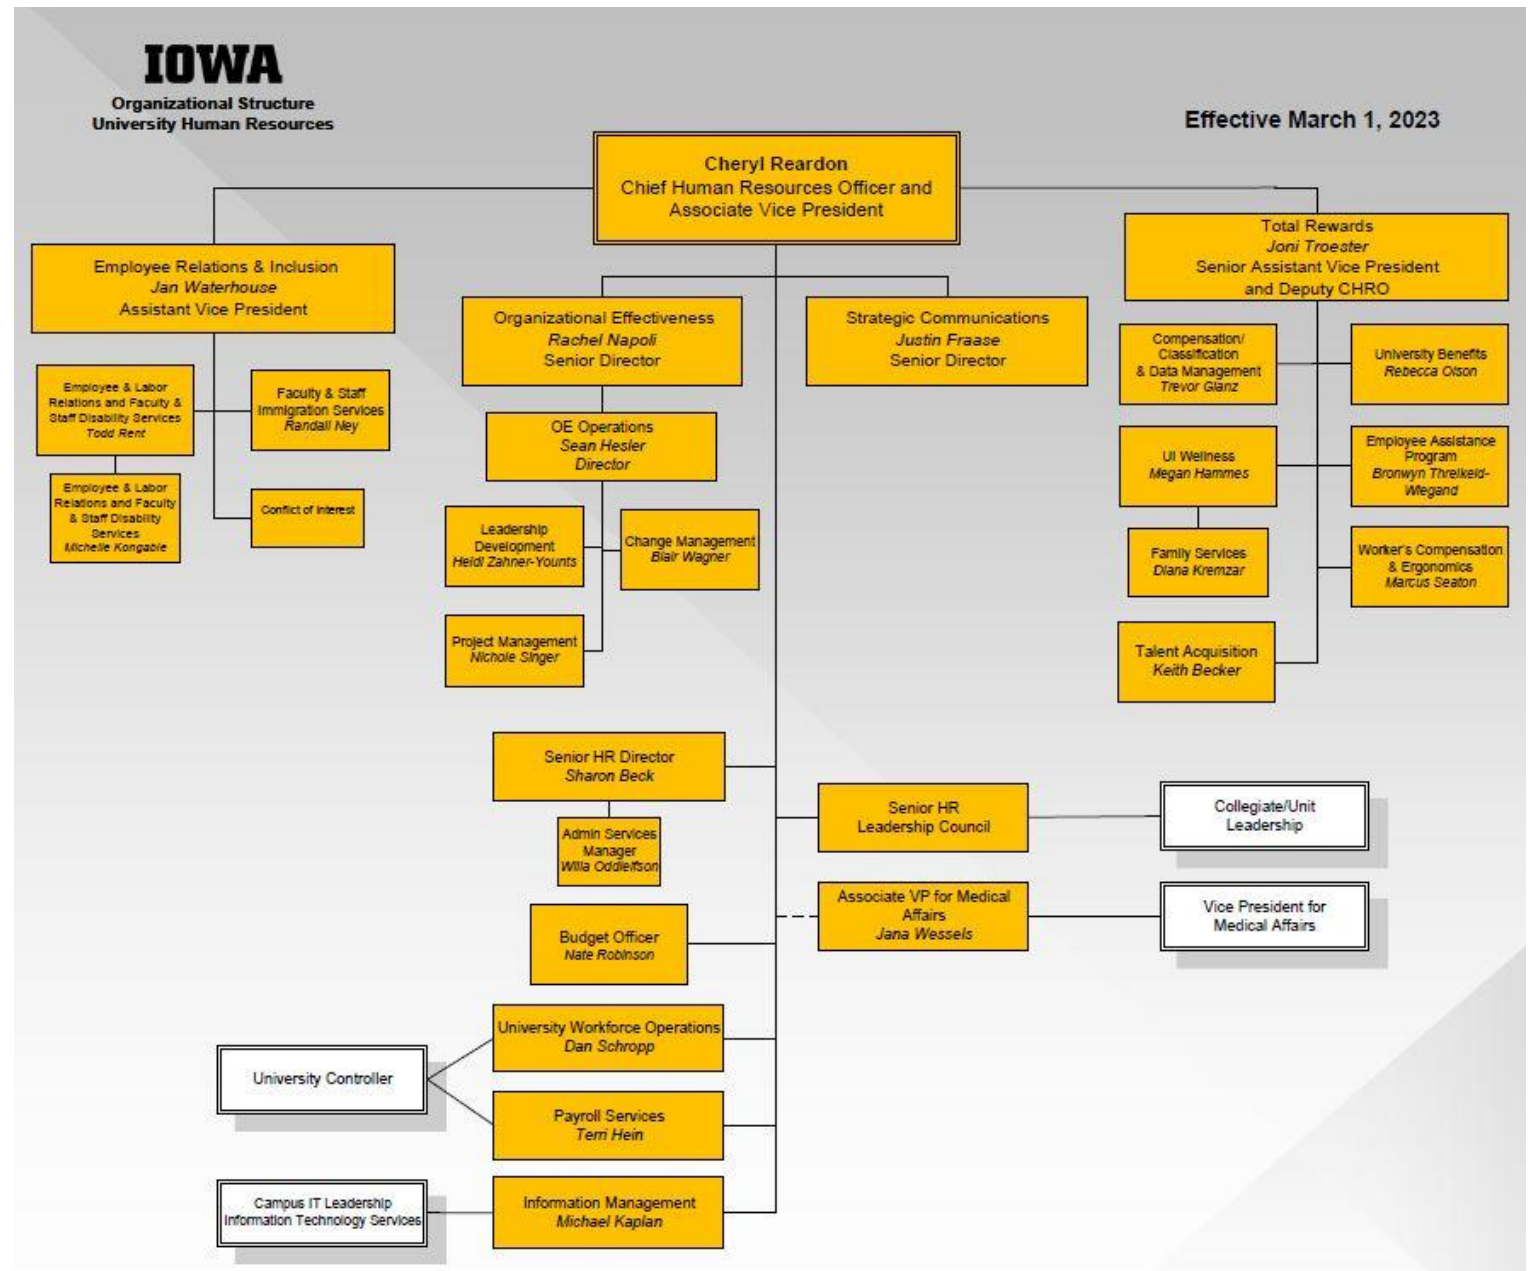 IOWA
Organizational Structure
University Human Resources
Effective March 1, 2023
Cheryl Reardon
Chief Human Resources Officer and
Associate Vice President
Employee Relations & Inclusion
Jan Waterhouse
Assistant Vice President
Employee & Labor
Relations and Faculty &
Staff Disability Services
Todd Rent
Faculty & Staff
Immigration Services
Randall Ney
Employee & Labor
Relations and Faculty
& Staff Disability
Services
Michelle Kongable
Conflict of Interest
Organizational Effectiveness
Rachel Napoli
Senior Director
OE Operations
Sean Hesler
Director
Leadership
Development
Heidi Zahner-Younts
Change Management
Blair Wagner
Project Management
Nichole Singer
Strategic Communications
Justin Fraase
Senior Director
Total Rewards
Joni Troester
Senior Assistant Vice President
and Deputy CHRO
Compensation/
Classification
& Data Management
Trevor Glanz
University Benefits
Rebecca Olson
UI Wellness
Megan Hammes
Employee Assistance
Program
Bronwyn Threlkeld-
Wiegand
Family Services
Diana Kremzar
Worker's Compensation
& Ergonomics
Marcus Seaton
Talent Acquisition
Keith Becker
Senior HR Director
Sharon Beck
Admin Services
Manager
Willa Oddleifson
Senior HR
Leadership Council
Collegiate/Unit
Leadership
Associate VP for Medical
Affairs
Jana Wessels
Vice President for
Medical Affairs
Budget Officer
Nate Robinson
University Workforce Operations
Dan Schropp
University Controller
Payroll Services
Terri Hein
Campus IT Leadership
Information Technology Services
Information Management
Michael Kaplan